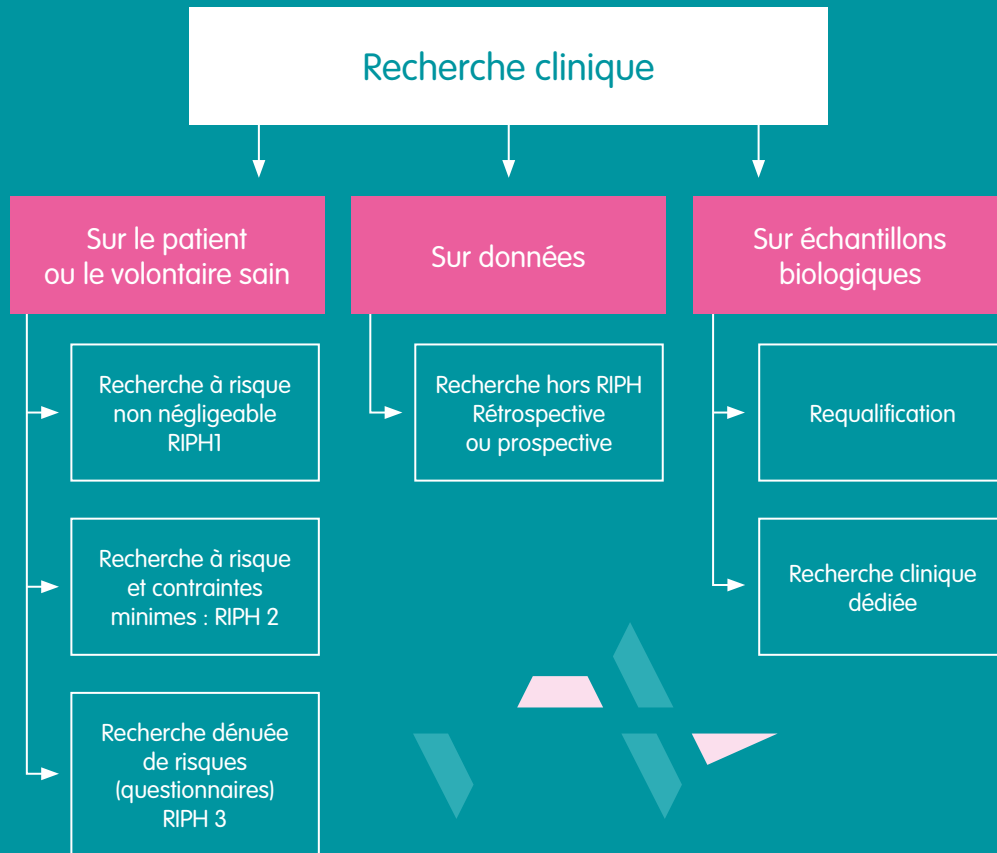 Recherche clinique
Sur le patient
ou le volontaire sain
Recherche à risque
non négligeable
RIPH1
Recherche à risque
et contraintes
minimes : RIPH 2
Recherche dénuée
de risques
(questionnaires)
RIPH 3
Sur données
Recherche hors RIPH
Rétrospective
ou prospective
Sur échantillons
biologiques
Requalification
Recherche clinique
dédiée